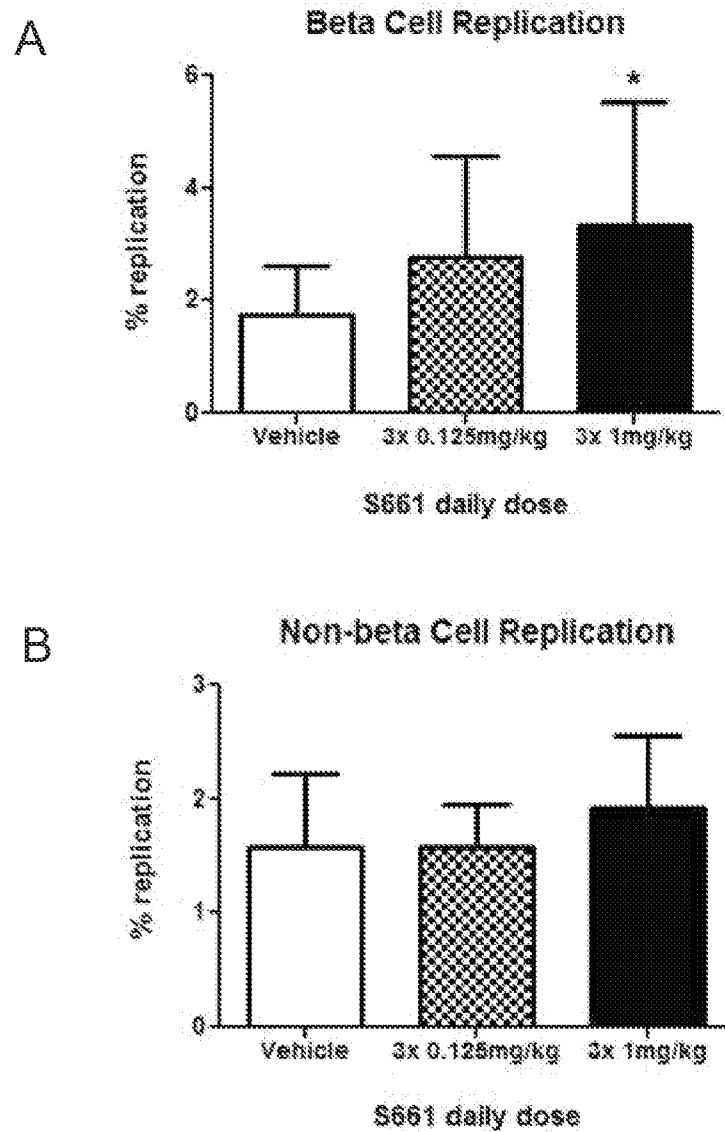 A
Beta Cell Replication
% replication
6
4
2
0
*
Vehicle 3x 0.125mg/kg 3x 1mg/kg
S661 daily dose
B
Non-beta Cell Replication
% replication
3
2
1
0
Vehicle 3x 0.125mg/kg 3x 1mg/kg
S661 daily dose